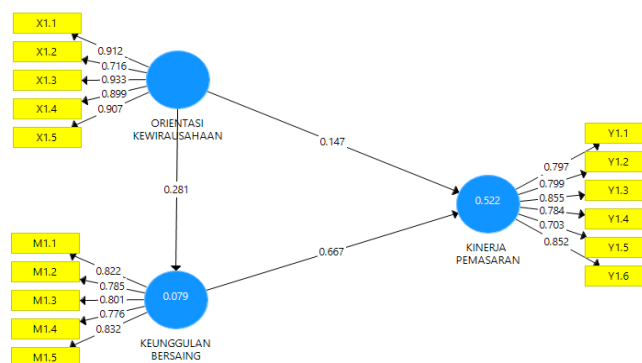 X1.1
X1.2
X1.3
X1.4
X1.5
0.912
0.716
0.933
0.899
0.907
ORIENTASI
KEWIRAUSAHAAN
0.147
0.281
0.667
M1.1
M1.2
M1.3
M1.4
M1.5
0.822
0.785
0.801
0.776
0.832
0.079
KEUNGGULAN
BERSAING
0.522
KINERJA
PEMASARAN
0.797
0.799
0.855
0.784
0.703
0.852
Y1.1
Y1.2
Y1.3
Y1.4
Y1.5
Y1.6